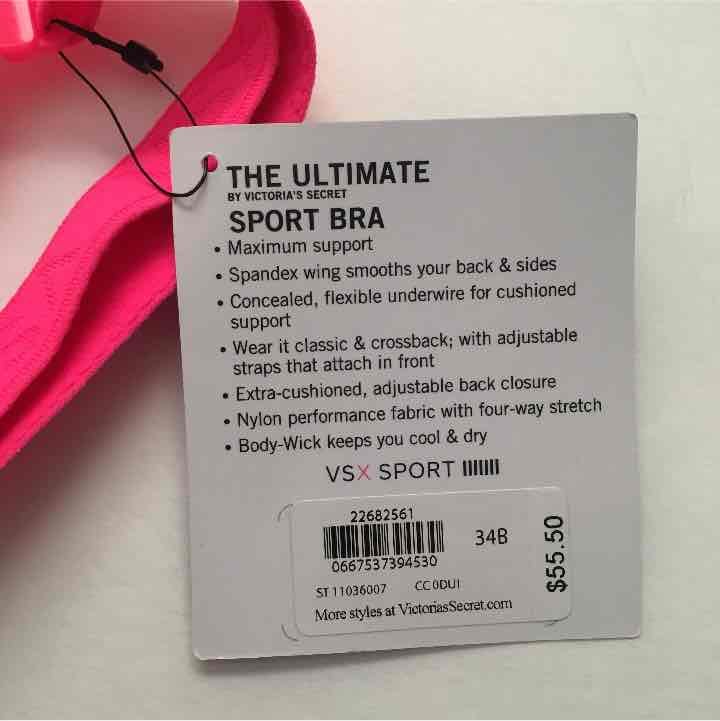 THE ULTIMATE
BY VICTORIA'S SECRET
SPORT BRA
• Maximum support
• Spandex wing smooths your back & sides
• Concealed, flexible underwire for cushioned
support
• Wear it classic & crossback; with adjustable
straps that attach in front
• Extra-cushioned, adjustable back closure
• Nylon performance fabric with four-way stretch
• Body-Wick keeps you cool & dry
VSX SPORT
22682561
0667537394530
34B
$55.50
ST 11036007 CC 0DUI
More styles at VictoriasSecret.com